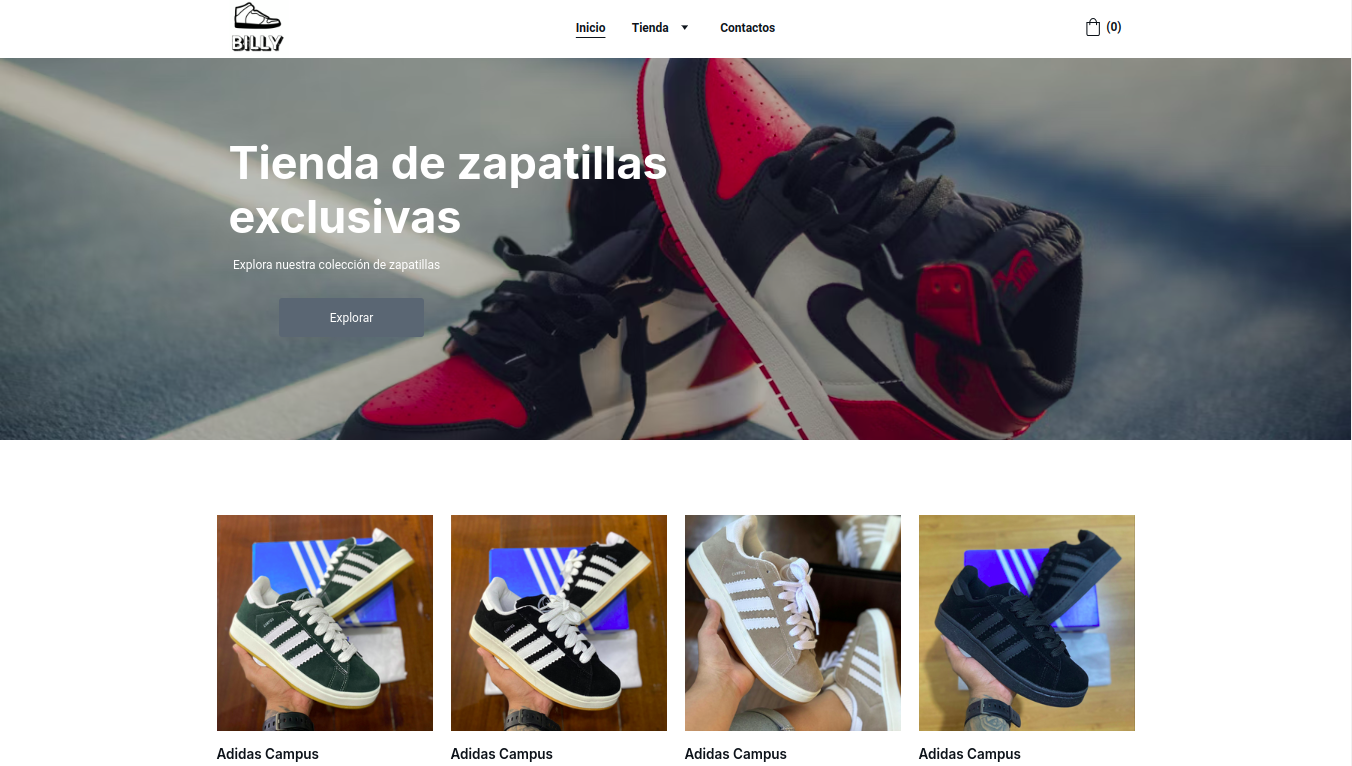 BILLY
Inicio
Tienda
Contactos
(0)
Tienda de zapatillas
exclusivas
Explora nuestra colección de zapatillas
Explorar
Adidas Campus
Adidas Campus
Adidas Campus
Adidas Campus